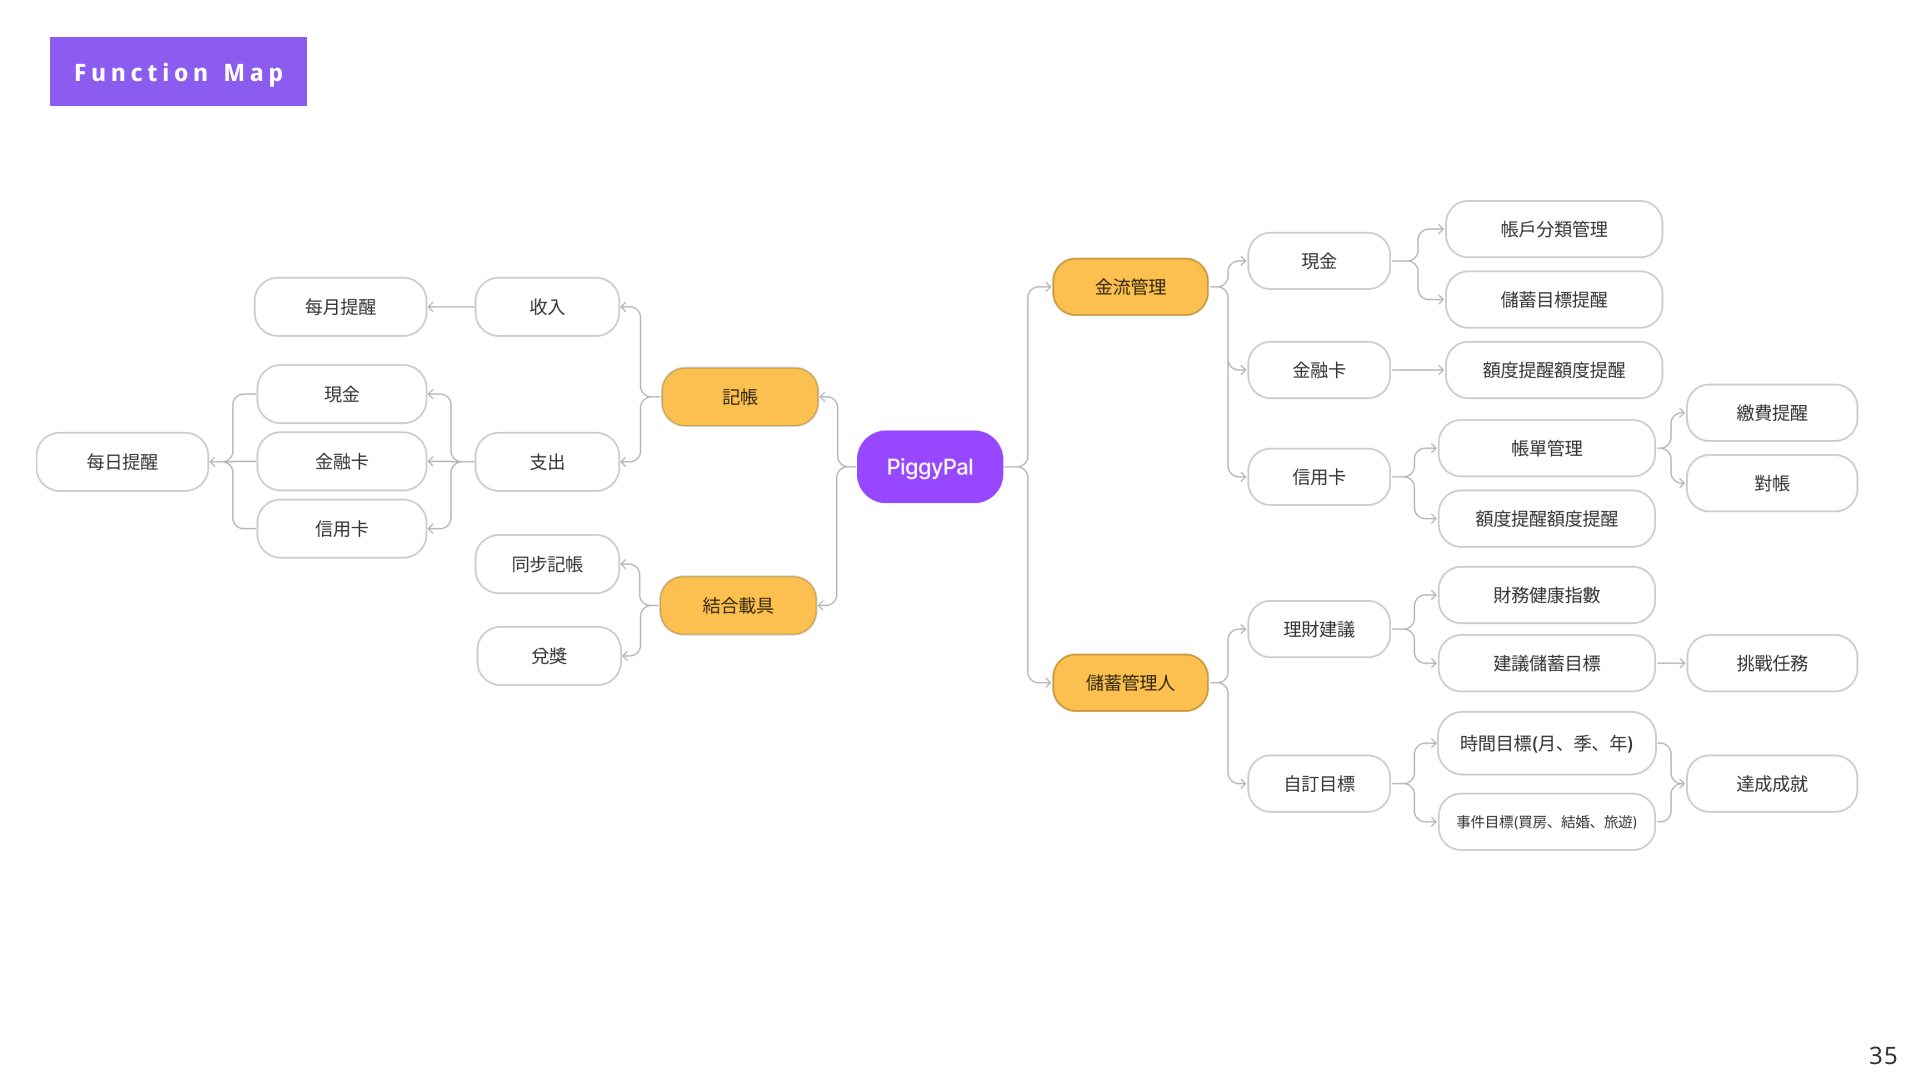 Function Map
每月提醒
收入
現金
每日提醒
金融卡
支出
信用卡
記帳
同步記帳
結合載具
兌獎
PiggyPal
金流管理
現金
帳戶分類管理
儲蓄目標提醒
金融卡
額度提醒額度提醒
信用卡
帳單管理
繳費提醒
對帳
額度提醒額度提醒
儲蓄管理人
理財建議
財務健康指數
建議儲蓄目標
挑戰任務
自訂目標
時間目標(月、季、年)
事件目標(買房、結婚、旅遊)
達成成就
35